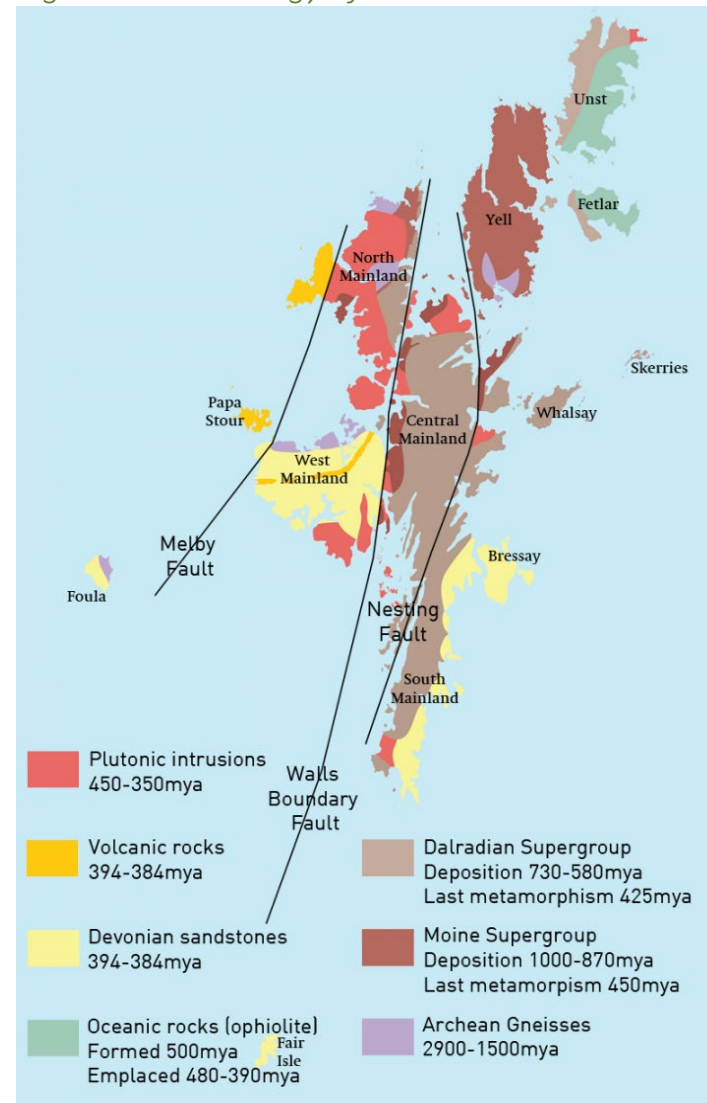 Unst
Fetlar
Yell
North
Mainland
Skerries
Papa
Stour
Whalsay
Central
Mainland
West
Mainland
Melby
Fault
Bressay
Foula
Nesting
Fault
South
Mainland
Walls
Boundary
Fault
Plutonic intrusions
450-350mya
Volcanic rocks
394-384mya
Devonian sandstones
394-384mya
Oceanic rocks (ophiolite)
Formed 500mya
Emplaced 480-390mya
Fair
Isle
Dalradian Supergroup
Deposition 730-580mya
Last metamorphism 425mya
Moine Supergroup
Deposition 1000-870mya
Last metamorpism 450mya
Archean Gneisses
2900-1500mya